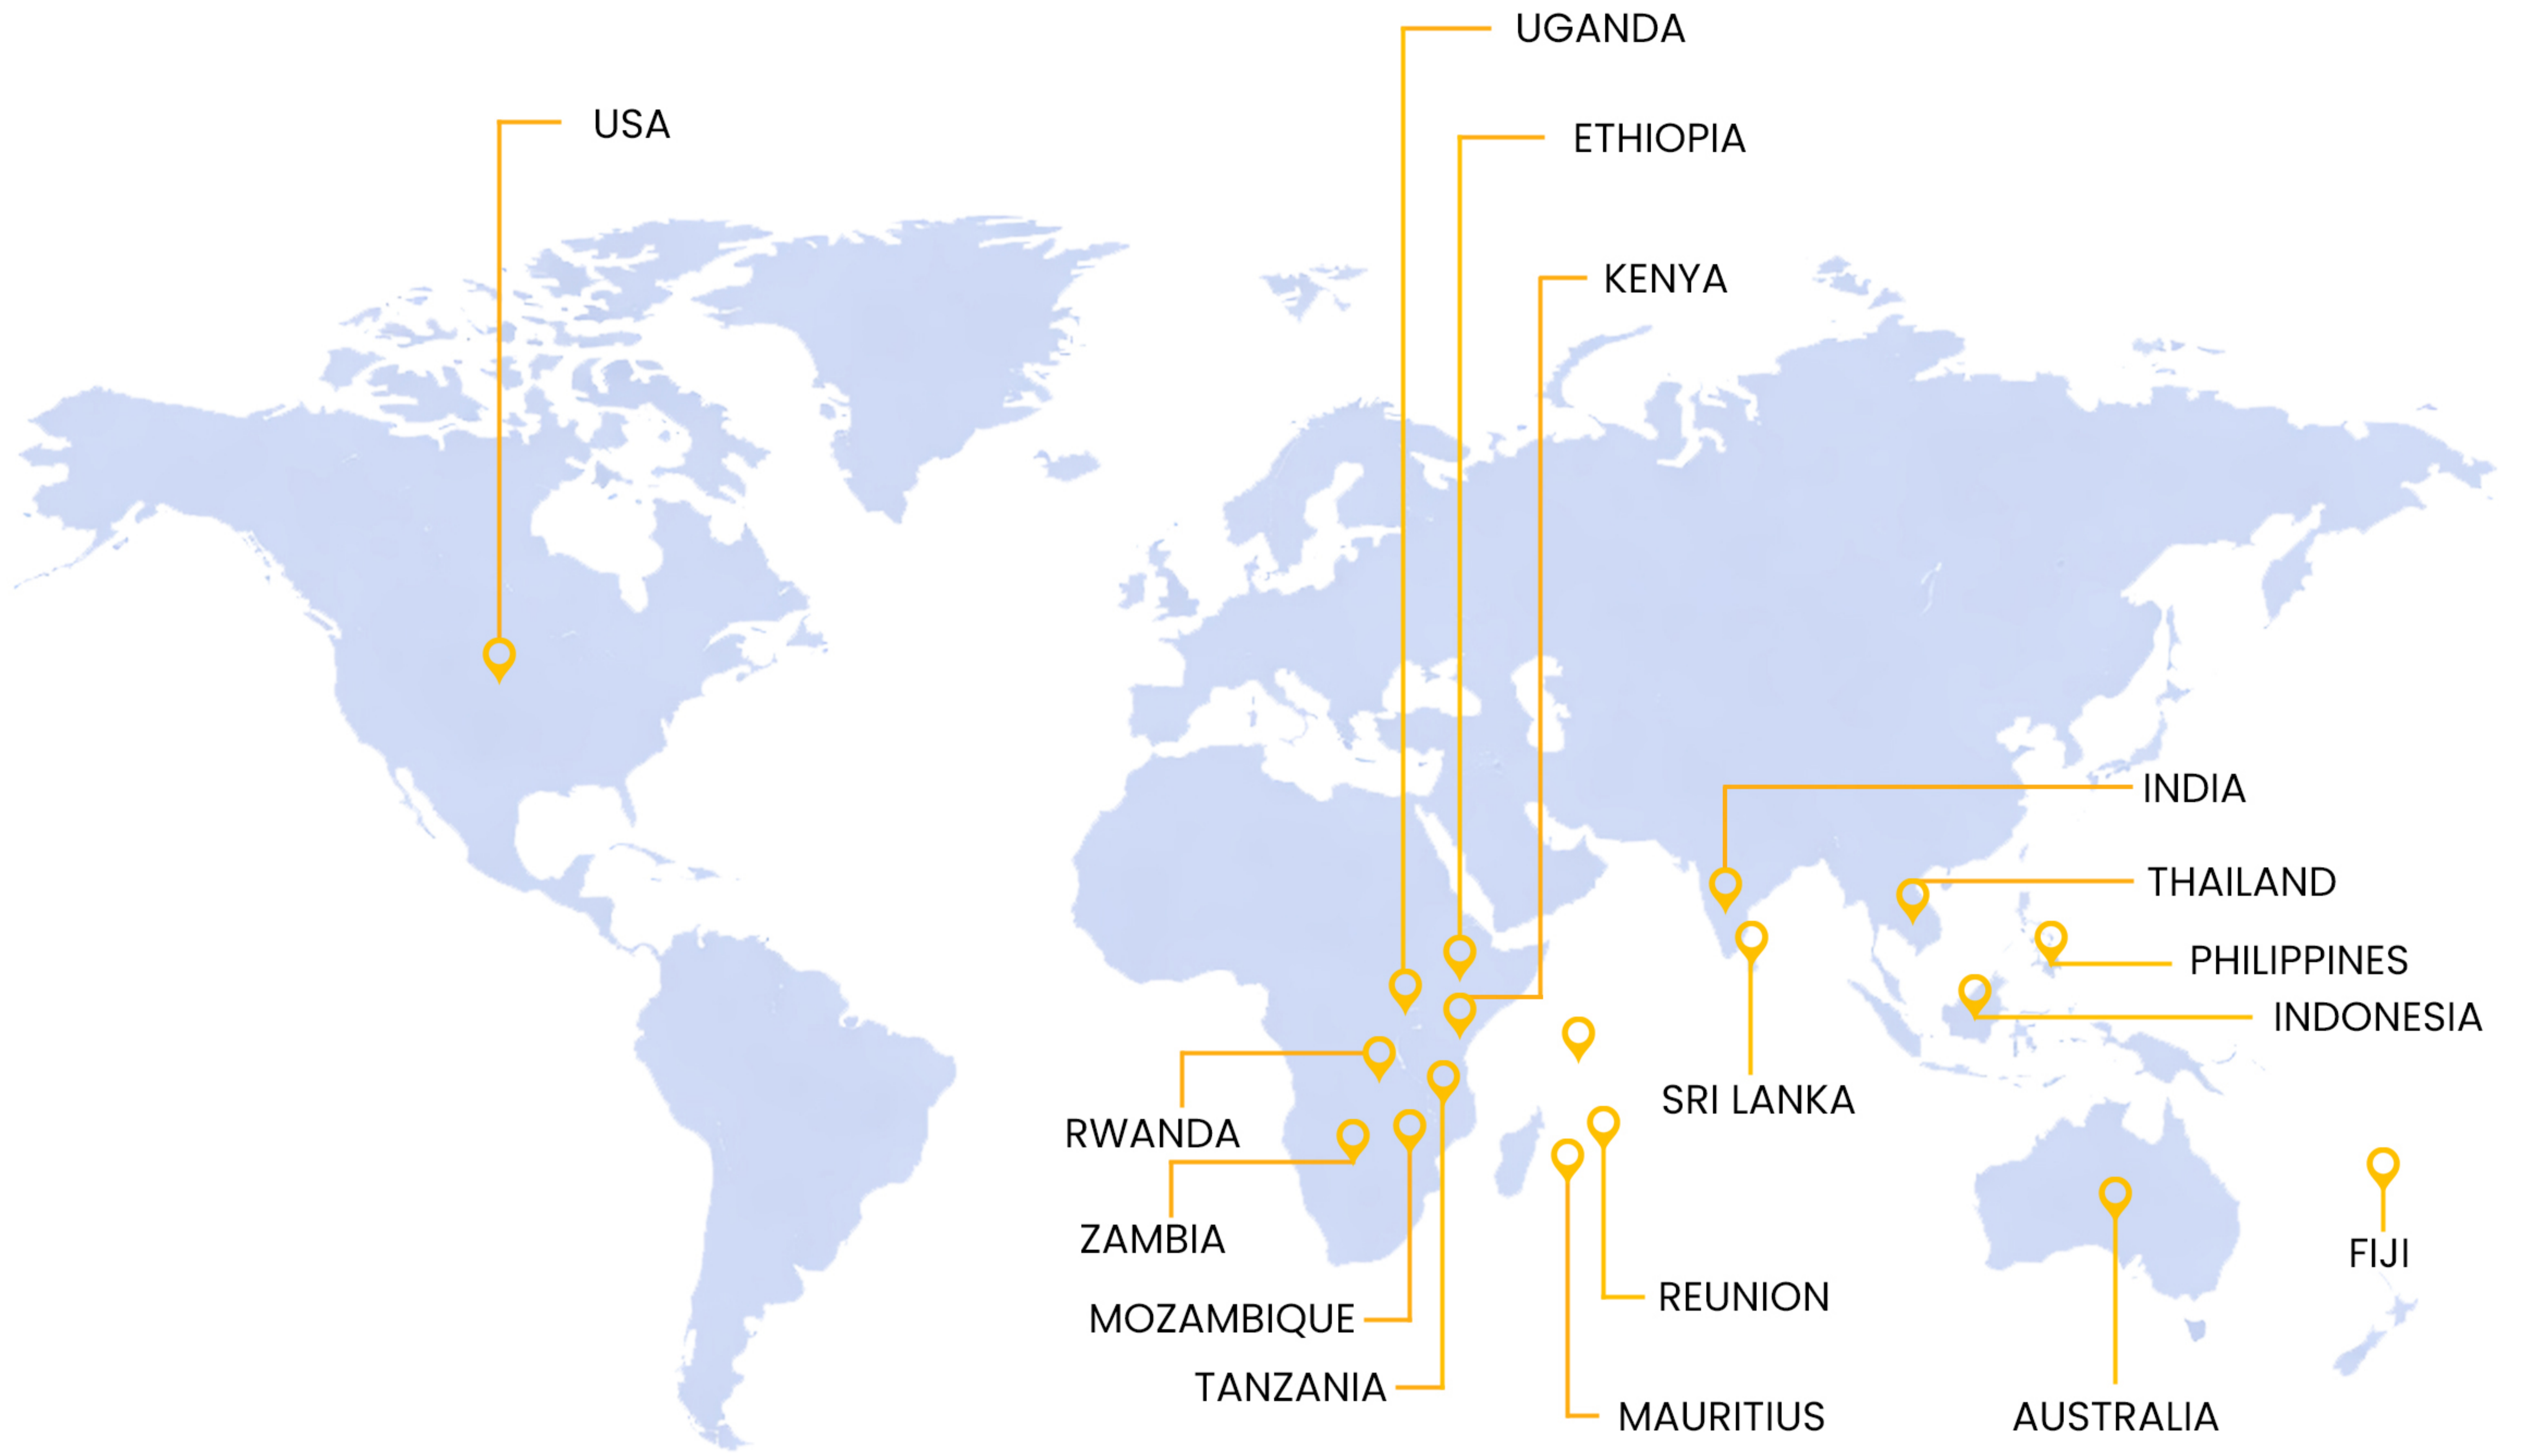 UGANDA
USA
ETHIOPIA
KENYA
INDIA
THAILAND
PHILIPPINES
INDONESIA
SRI LANKA
RWANDA
ZAMBIA
FIJI
REUNION
MOZAMBIQUE
TANZANIA
MAURITIUS
AUSTRALIA